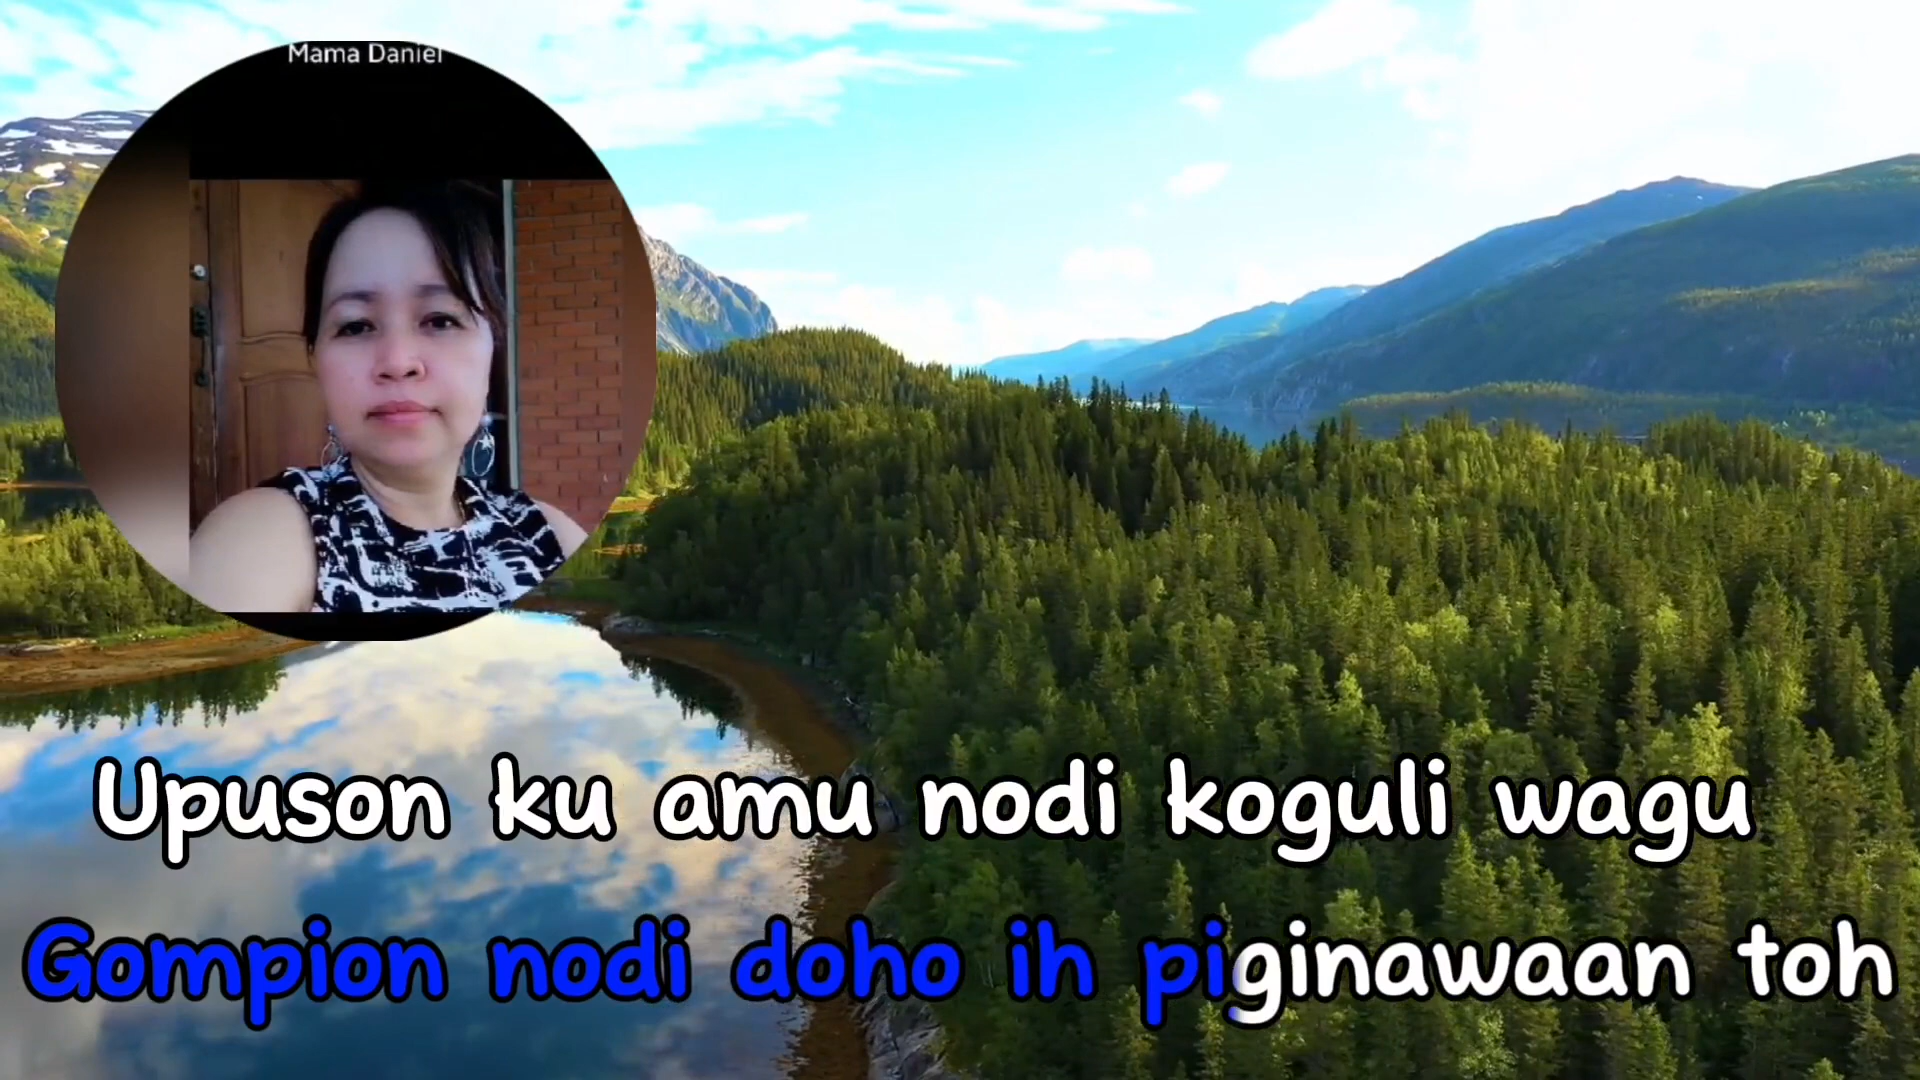 Mama Daniel
Upuson ku amu nodi koguli wagu
Gompion nodi doho ih piginawaan toh